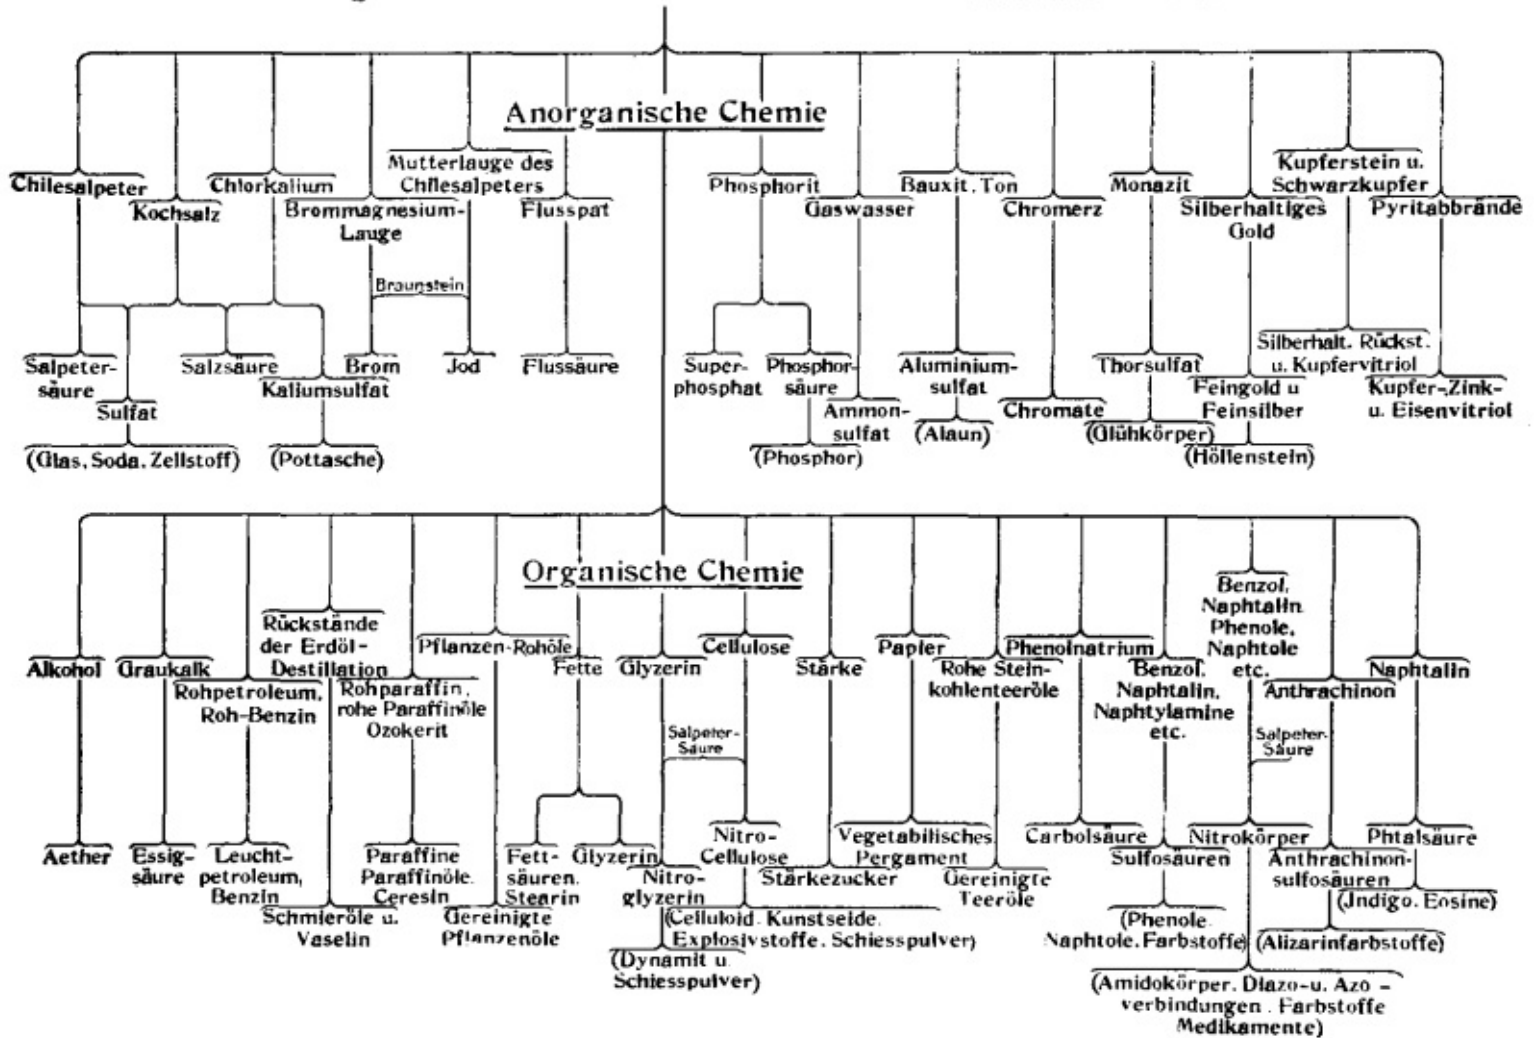 Anorganische Chemie
Chilesalpeter
Kochsalz
Chlorkalium
Brommagnesium-
Lauge
Mutterlauge des
Chilesalpeters
Flusspat
Phosphorit
Gaswasser
Bauxit, Ton
Chromerz
Monazit
Silberhaltiges
Gold
Kupferstein u.
Schwarzkupfer
Pyritabbrände
Braunstein
Salpeter-
säure
Sulfat
(Glas, Soda, Zellstoff)
Salzsäure
Kaliumsulfat
(Pottasche)
Brom
Jod
Flussäure
Super-
phosphat
Phosphor-
säure
(Phosphor)
Ammon-
sulfat
Aluminium-
sulfat
(Alaun)
Chromate
Thorsulfat
(Glühkörper)
Feingold u
Feinsilber
(Höllenstein)
Silberhalt. Rückst.
u. Kupfervitriol
Kupfer-, Zink-
u. Eisenvitriol
Organische Chemie
Alkohol
Graukalk
Rohpetroleum,
Roh-Benzin
Rückstände
der Erdöl-
Destillation
Rohparaffin,
rohe Paraffinöle
Ozokerit
Pflanzen-Rohöle
Fette
Glyzerin
Cellulose
Stärke
Papier
Rohe Stein-
kohlenteeröle
Phenolnatrium
Benzol,
Naphtalin,
Naphtylamine
etc.
Benzol,
Naphtalin
Phenole,
Naphtole
etc.
Anthrachinon
Naphtalin
Salpeter-
Säure
Salpeter-
Säure
Aether
Essig-
säure
Leucht-
petroleum,
Benzin
Schmieröle u.
Vaselin
Paraffine
Paraffinöle.
Ceresin
Gereinigte
Pflanzenöle
Fett-
säuren.
Stearin
Glyzerin
Nitro-
glyzerin
(Dynamit u.
Schiesspulver)
Nitro-
Cellulose
(Celluloid. Kunstseide.
Explosivstoffe. Schiesspulver)
Stärkezucker
Vegetabilisches
Pergament
Gereinigte
Teeröle
Carbolsäure
Sulfosäuren
(Phenole.
Naphtole. Farbstoffe)
Nitrokörper
(Amidokörper. Diazo-u. Azo-
verbindungen. Farbstoffe
Medikamente)
Anthrachinon-
sulfosäuren
(Alizarinfarbstoffe)
Phtalsäure
(Jndigo. Eosine)